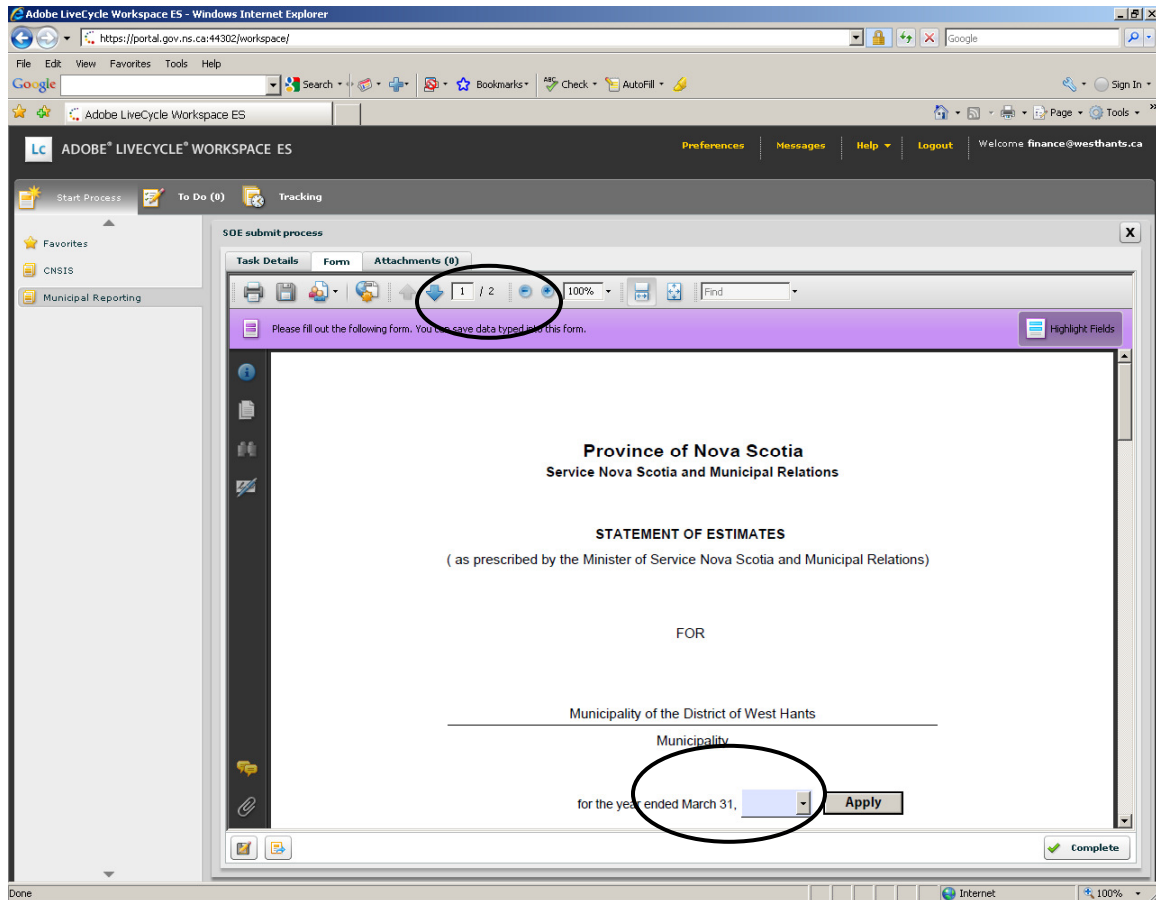 Adobe LiveCycle Workspace ES - Windows Internet Explorer
https://portal.gov.ns.ca:44302/workspace/
Google
File Edit View Favorites Tools Help
Google Search Bookmarks ABC Check AutoFill Sign In
Adobe LiveCycle Workspace ES Page Tools »
LC ADOBE® LIVECYCLE® WORKSPACE ES Preferences Messages Help Logout Welcome finance@westhants.ca
Start Process To Do (0) Tracking
Favorites
CNSIS
Municipal Reporting
SOE submit process X
Task Details Form Attachments (0)
1 / 2 100% Find
Please fill out the following form. You can save data typed into this form. Highlight Fields
Province of Nova Scotia
Service Nova Scotia and Municipal Relations
STATEMENT OF ESTIMATES
( as prescribed by the Minister of Service Nova Scotia and Municipal Relations)
FOR
Municipality of the District of West Hants
Municipality
for the year ended March 31, Apply
Complete
Done Internet 100%